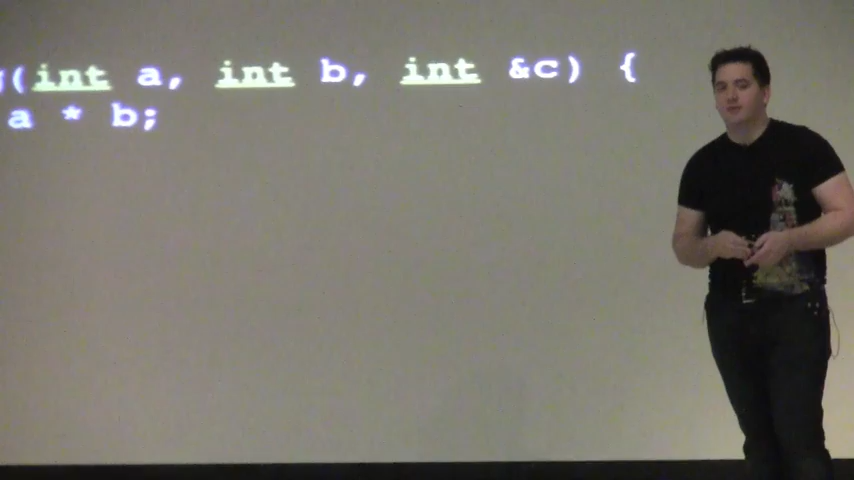 (int a, int b, int &c) {
a * b;